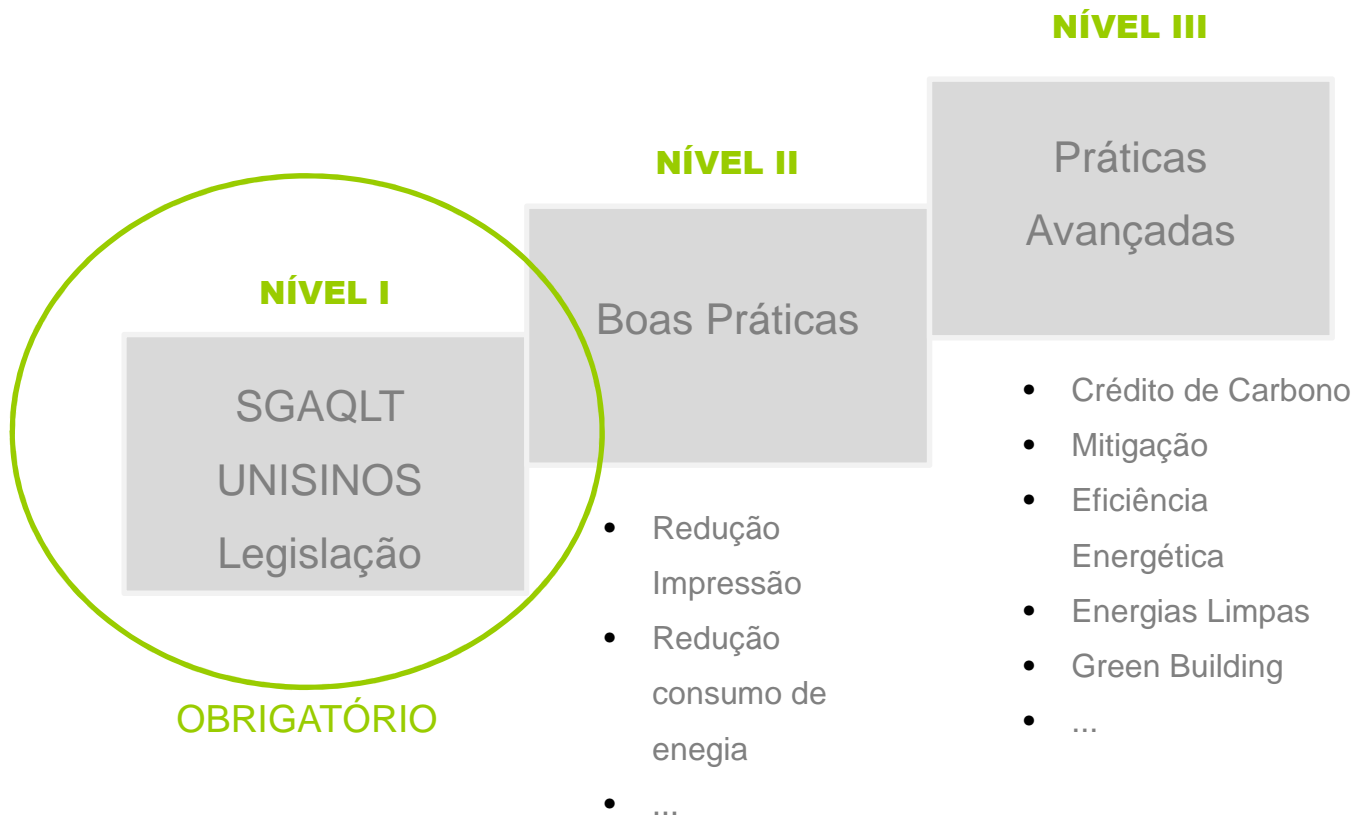 NÍVEL I
SGAQLT
UNISINOS
Legislação
OBRIGATÓRIO
NÍVEL II
Boas Práticas
• Redução
Impressão
• Redução
consumo de
enegia
• ...
NÍVEL III
Práticas
Avançadas
• Crédito de Carbono
• Mitigação
• Eficiência
Energética
• Energias Limpas
• Green Building
• ...